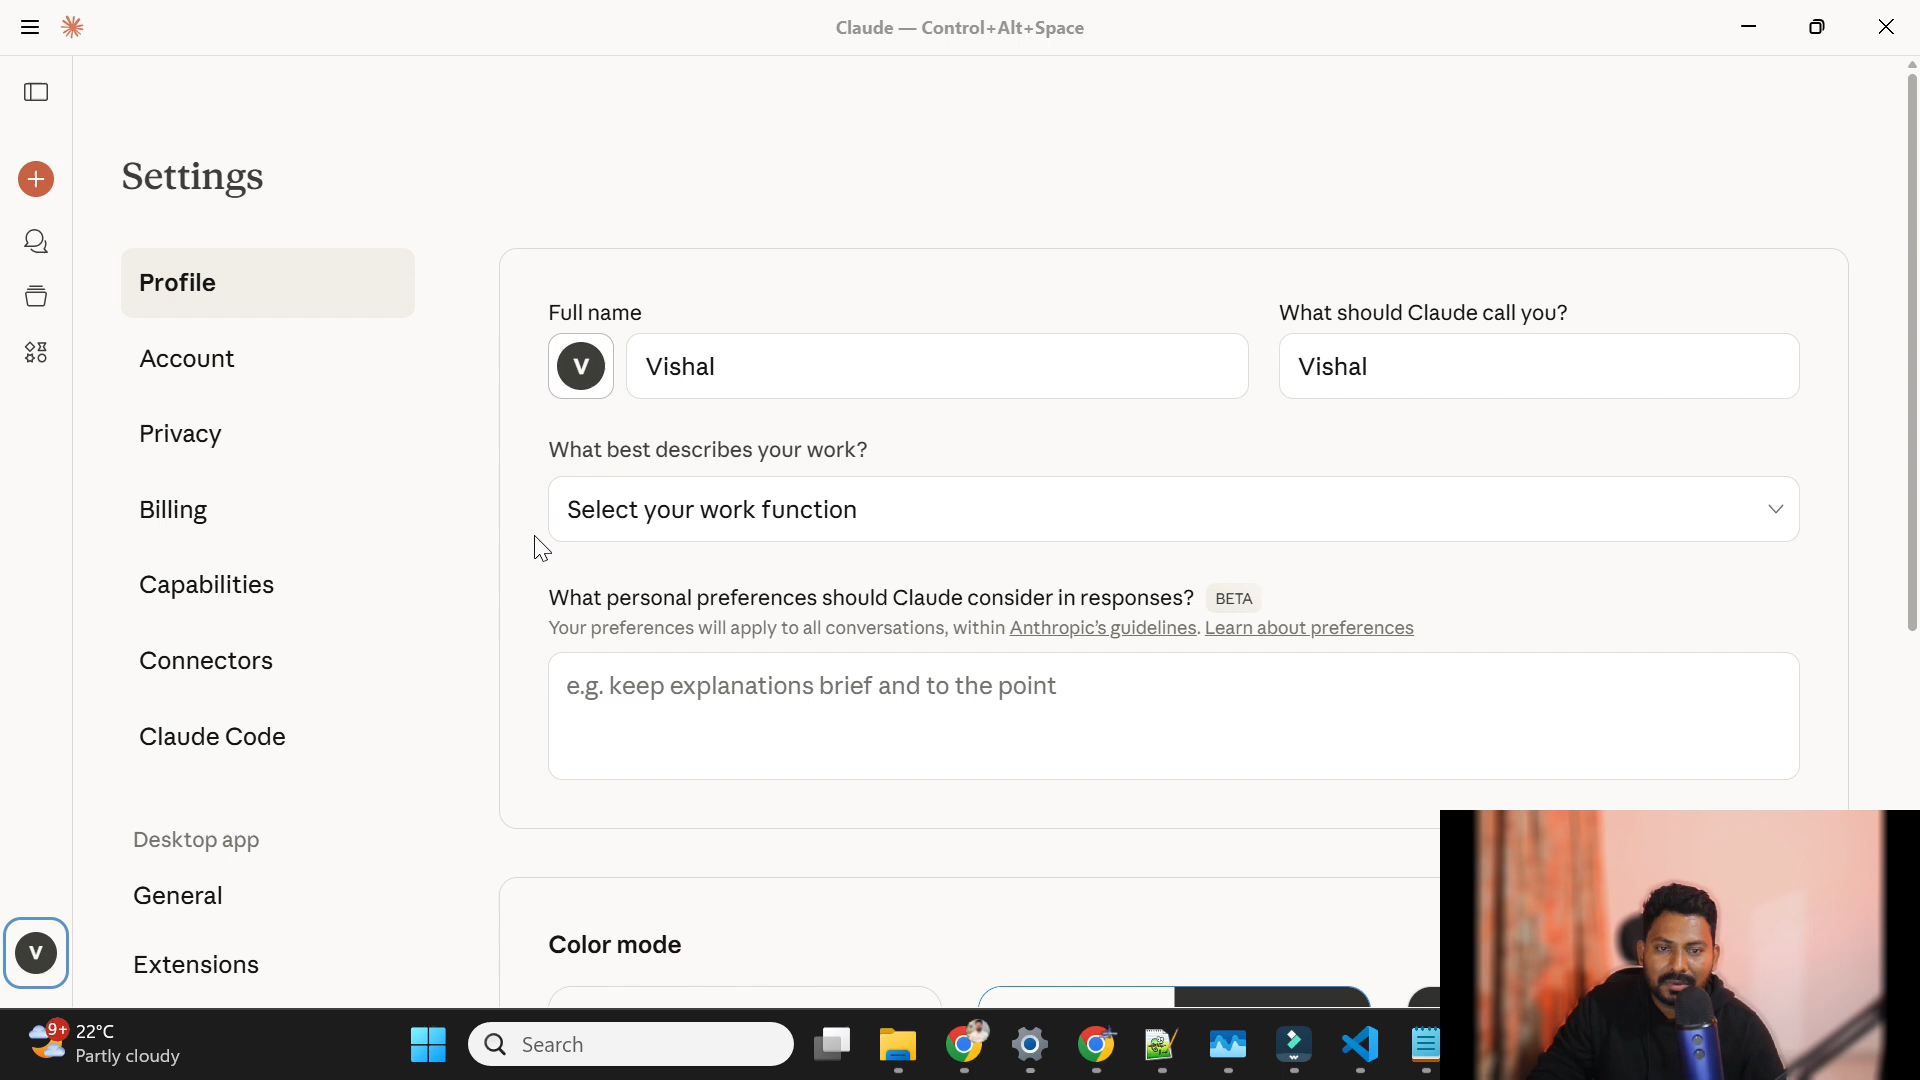 Claude — Control+Alt+Space
Settings
Profile
Account
Privacy
Billing
Capabilities
Connectors
Claude Code
Desktop app
General
Extensions
Full name
What should Claude call you?
V
Vishal
Vishal
What best describes your work?
Select your work function
What personal preferences should Claude consider in responses? BETA
Your preferences will apply to all conversations, within Anthropic's guidelines. Learn about preferences
e.g. keep explanations brief and to the point
Color mode
V
9+
22°C
Partly cloudy
Search